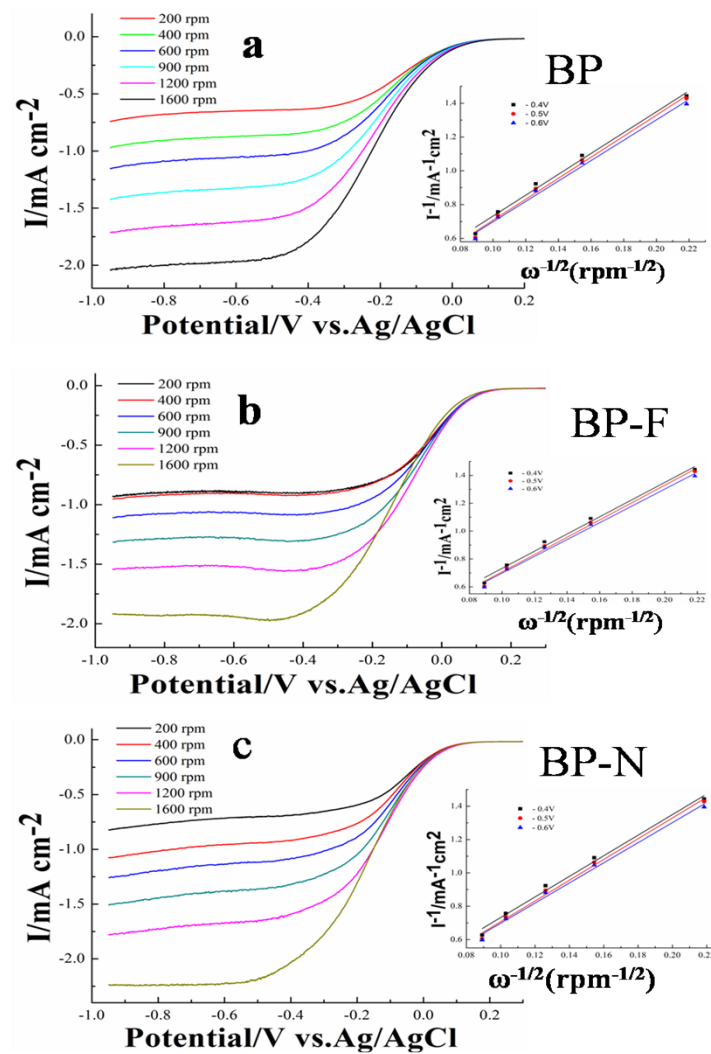 a
200 rpm
400 rpm
600 rpm
900 rpm
1200 rpm
1600 rpm
BP
0.0
-0.5
-1.0
-1.5
-2.0
I/mA cm-2
-1.0 -0.8 -0.6 -0.4 -0.2 0.0 0.2
Potential/V vs.Ag/AgCl
- 0.4V
- 0.5V
- 0.6V
1.4
1.2
1.0
0.8
0.6
I-1/mA-1cm2
0.08 0.10 0.12 0.14 0.16 0.18 0.20 0.22
ω-1/2(rpm-1/2)
b
200 rpm
400 rpm
600 rpm
900 rpm
1200 rpm
1600 rpm
BP-F
0.0
-0.5
-1.0
-1.5
-2.0
I/mA cm-2
-1.0 -0.8 -0.6 -0.4 -0.2 0.0 0.2
Potential/V vs.Ag/AgCl
- 0.4V
- 0.5V
- 0.6V
1.4
1.2
1.0
0.8
0.6
I-1/mA-1cm2
0.08 0.10 0.12 0.14 0.16 0.18 0.20 0.22
ω-1/2(rpm-1/2)
c
200 rpm
400 rpm
600 rpm
900 rpm
1200 rpm
1600 rpm
BP-N
0.0
-0.5
-1.0
-1.5
-2.0
I/mA cm-2
-1.0 -0.8 -0.6 -0.4 -0.2 0.0 0.2
Potential/V vs.Ag/AgCl
- 0.4V
- 0.5V
- 0.6V
1.4
1.2
1.0
0.8
0.6
I-1/mA-1cm2
0.08 0.10 0.12 0.14 0.16 0.18 0.20 0.22
ω-1/2(rpm-1/2)